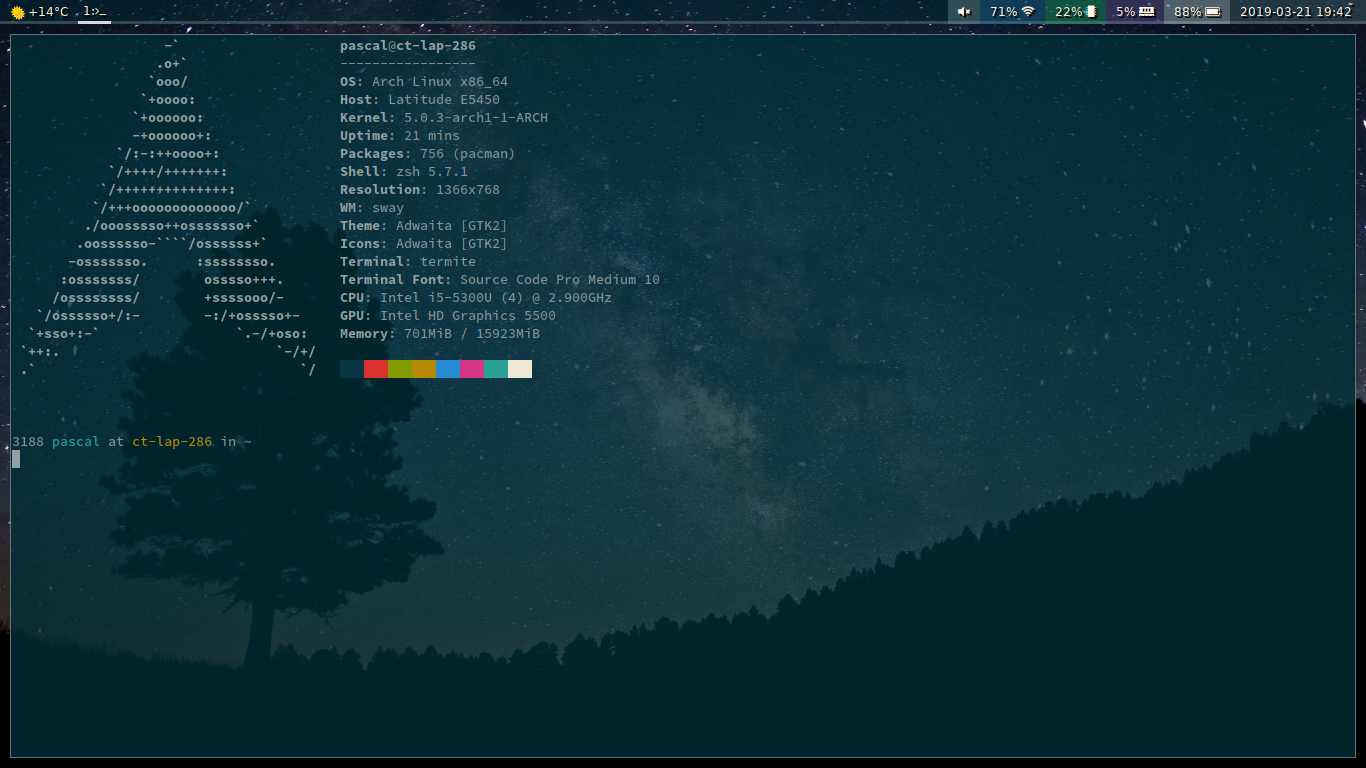 +14°C 1:>_ 71% 22% 5% 88% 2019-03-21 19:42
-`
.o+`
`ooo/
`+oooo:
`+oooooo:
-+oooooo+:
`/:-:++oooo+:
`/++++/+++++++:
`/++++++++++++++:
`/+++ooooooooooooo/`
./ooosssso++osssssso+`
.oossssso-````/ossssss+`
-osssssso.      :ssssssso.
:osssssss/        osssso+++.
/ossssssss/        +ssssooo/-
`/ossssso+/:-        -:/+osssso+-
`+sso+:-`                 `.-/+oso:
`++:.                           `-/+/
.`                                 `/
pascal@ct-lap-286
-----------------
OS: Arch Linux x86_64
Host: Latitude E5450
Kernel: 5.0.3-arch1-1-ARCH
Uptime: 21 mins
Packages: 756 (pacman)
Shell: zsh 5.7.1
Resolution: 1366x768
WM: sway
Theme: Adwaita [GTK2]
Icons: Adwaita [GTK2]
Terminal: termite
Terminal Font: Source Code Pro Medium 10
CPU: Intel i5-5300U (4) @ 2.900GHz
GPU: Intel HD Graphics 5500
Memory: 701MiB / 15923MiB
3188 pascal at ct-lap-286 in ~